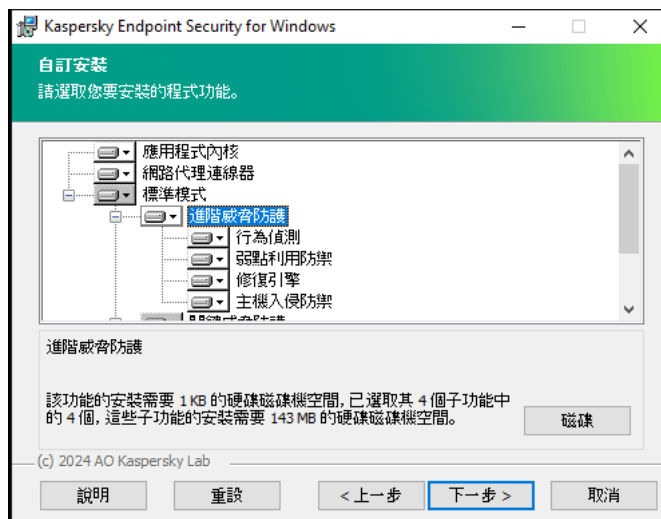 Kaspersky Endpoint Security for Windows
自訂安裝
請選取您要安裝的程式功能。
應用程式內核
網路代理連線器
標準模式
進階威脅防護
行為偵測
弱點利用防禦
修復引擎
主機入侵防禦
關鍵威脅防護
進階威脅防護
該功能的安裝需要 1 KB 的硬碟磁碟機空間, 已選取其 4 個子功能中
的 4 個, 這些子功能的安裝需要 143 MB 的硬碟磁碟機空間。
磁碟
(c) 2024 AO Kaspersky Lab
說明
重設
< 上一步
下一步 >
取消